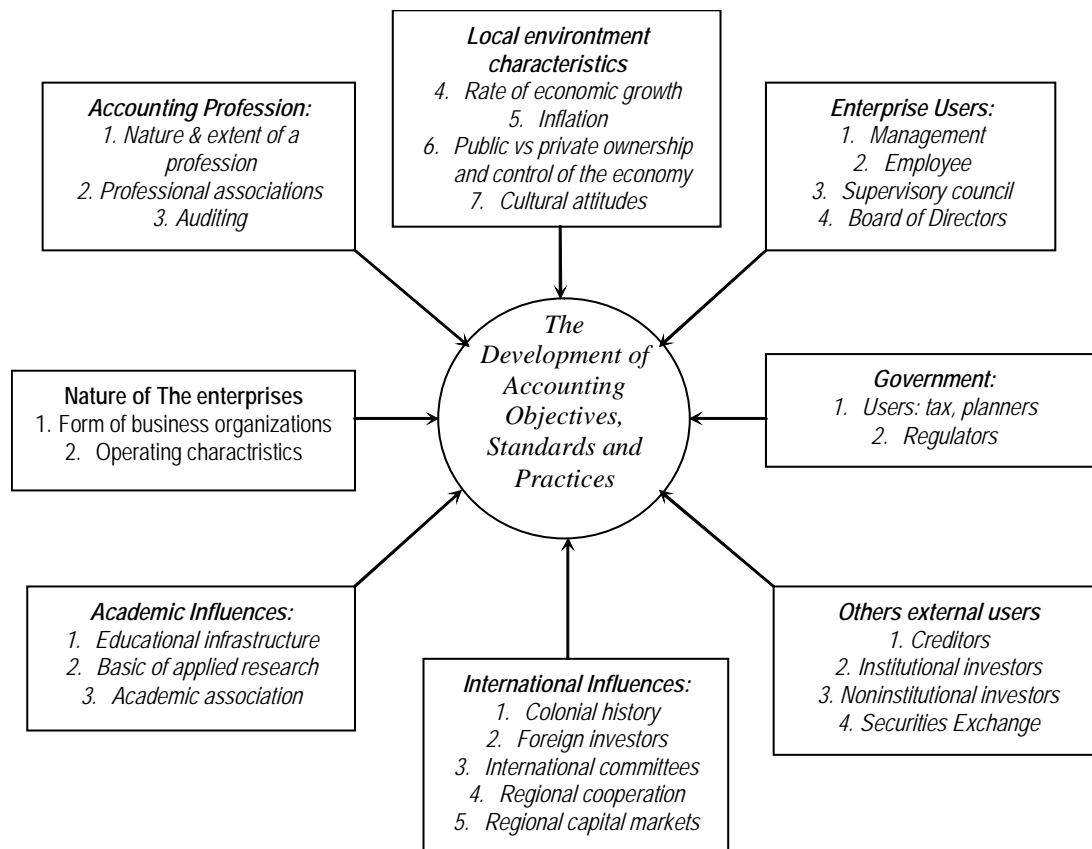 Local environtment
characteristics
4. Rate of economic growth
5. Inflation
6. Public vs private ownership
and control of the economy
7. Cultural attitudes
Accounting Profession:
1. Nature & extent of a
profession
2. Professional associations
3. Auditing
Enterprise Users:
1. Management
2. Employee
3. Supervisory council
4. Board of Directors
The
Development of
Accounting
Objectives,
Standards and
Practices
Nature of The enterprises
1. Form of business organizations
2. Operating charctristics
Government:
1. Users: tax, planners
2. Regulators
Academic Influences:
1. Educational infrastructure
2. Basic of applied research
3. Academic association
International Influences:
1. Colonial history
2. Foreign investors
3. International committees
4. Regional cooperation
5. Regional capital markets
Others external users
1. Creditors
2. Institutional investors
3. Noninstitutional investors
4. Securities Exchange